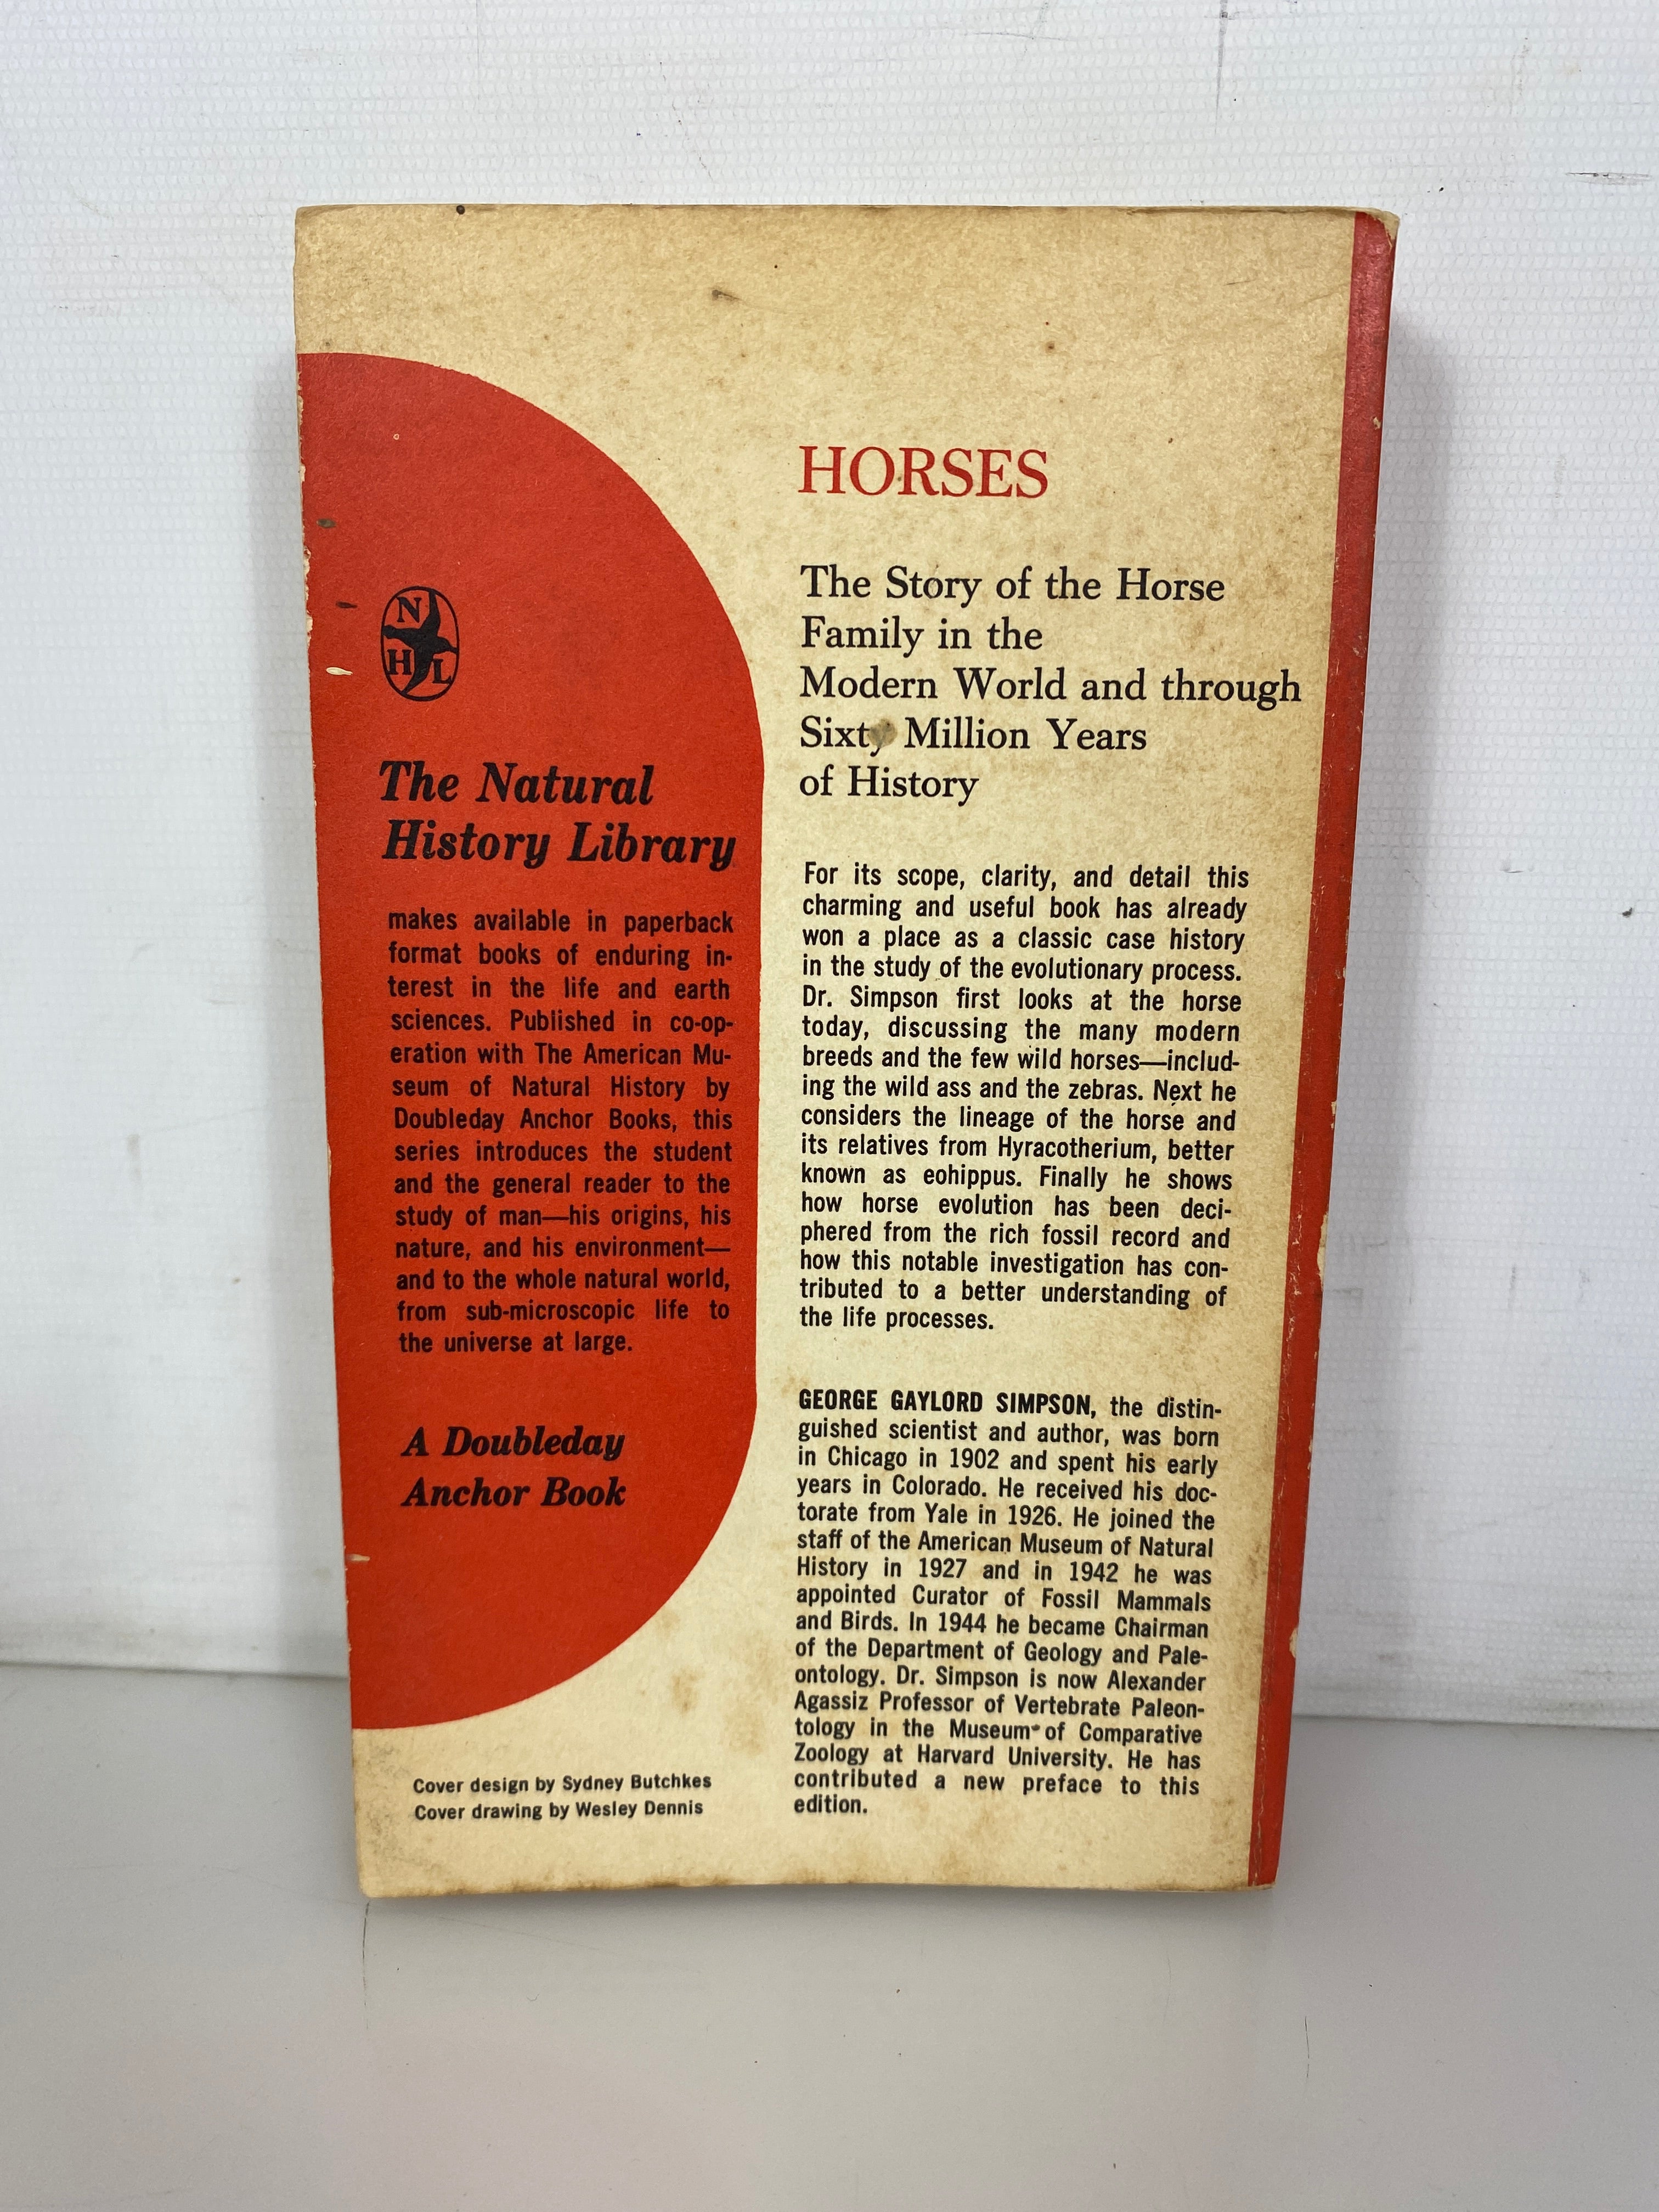 N
H L
The Natural
History Library
makes available in paperback
format books of enduring in-
terest in the life and earth
sciences. Published in co-op-
eration with The American Mu-
seum of Natural History by
Doubleday Anchor Books, this
series introduces the student
and the general reader to the
study of man—his origins, his
nature, and his environment—
and to the whole natural world,
from sub-microscopic life to
the universe at large.
A Doubleday
Anchor Book
Cover design by Sydney Butchkes
Cover drawing by Wesley Dennis
HORSES
The Story of the Horse
Family in the
Modern World and through
Sixty Million Years
of History
For its scope, clarity, and detail this
charming and useful book has already
won a place as a classic case history
in the study of the evolutionary process.
Dr. Simpson first looks at the horse
today, discussing the many modern
breeds and the few wild horses—includ-
ing the wild ass and the zebras. Next he
considers the lineage of the horse and
its relatives from Hyracotherium, better
known as eohippus. Finally he shows
how horse evolution has been deci-
phered from the rich fossil record and
how this notable investigation has con-
tributed to a better understanding of
the life processes.
GEORGE GAYLORD SIMPSON, the distin-
guished scientist and author, was born
in Chicago in 1902 and spent his early
years in Colorado. He received his doc-
torate from Yale in 1926. He joined the
staff of the American Museum of Natural
History in 1927 and in 1942 he was
appointed Curator of Fossil Mammals
and Birds. In 1944 he became Chairman
of the Department of Geology and Pale-
ontology. Dr. Simpson is now Alexander
Agassiz Professor of Vertebrate Paleon-
tology in the Museum of Comparative
Zoology at Harvard University. He has
contributed a new preface to this
edition.